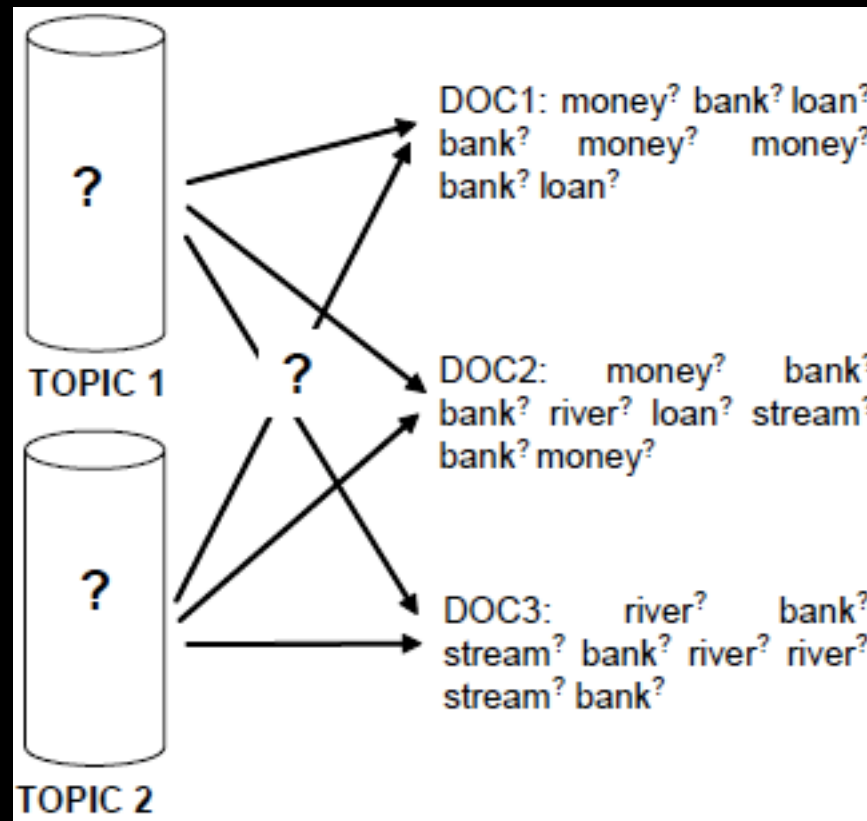 ?
TOPIC 1
?
?
TOPIC 2
DOC1: money? bank? loan?
bank? money? money?
bank? loan?
DOC2: money? bank?
bank? river? loan? stream?
bank? money?
DOC3: river? bank?
stream? bank? river? river?
stream? bank?